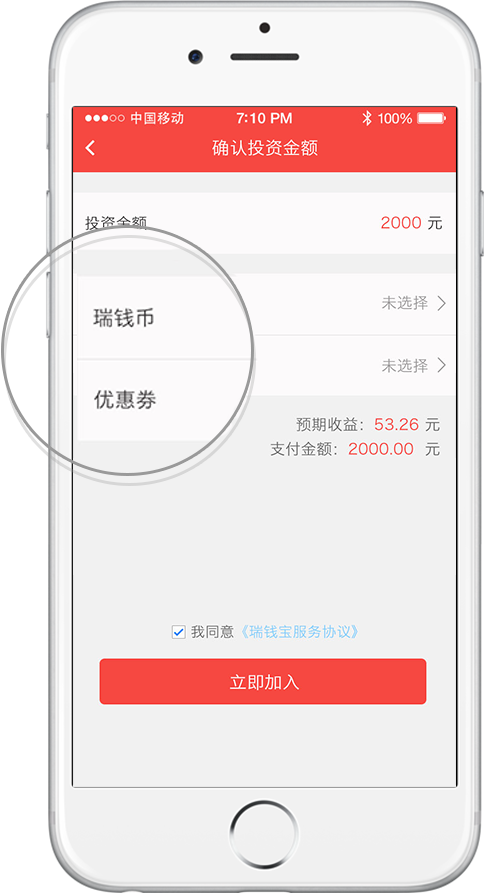 中国移动 7:10 PM 100%
确认投资金额
投资金额 2000 元
瑞钱币 未选择
优惠券 未选择
预期收益：53.26 元
支付金额：2000.00 元
我同意《瑞钱宝服务协议》
立即加入